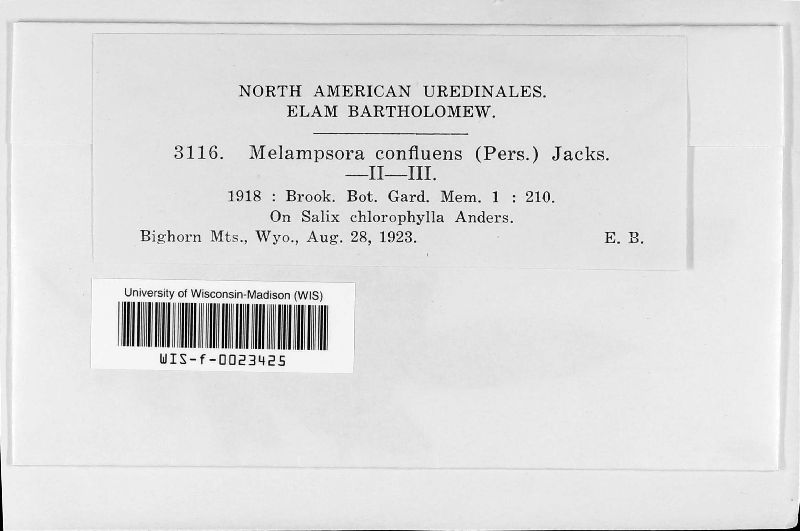 NORTH AMERICAN UREDINALES.
ELAM BARTHOLOMEW.
3116. Melampsora confluens (Pers.) Jacks.
—II—III.
1918 : Brook. Bot. Gard. Mem. 1 : 210.
On Salix chlorophylla Anders.
Bighorn Mts., Wyo., Aug. 28, 1923. E. B.
University of Wisconsin-Madison (WIS)
WIS-f-0023425